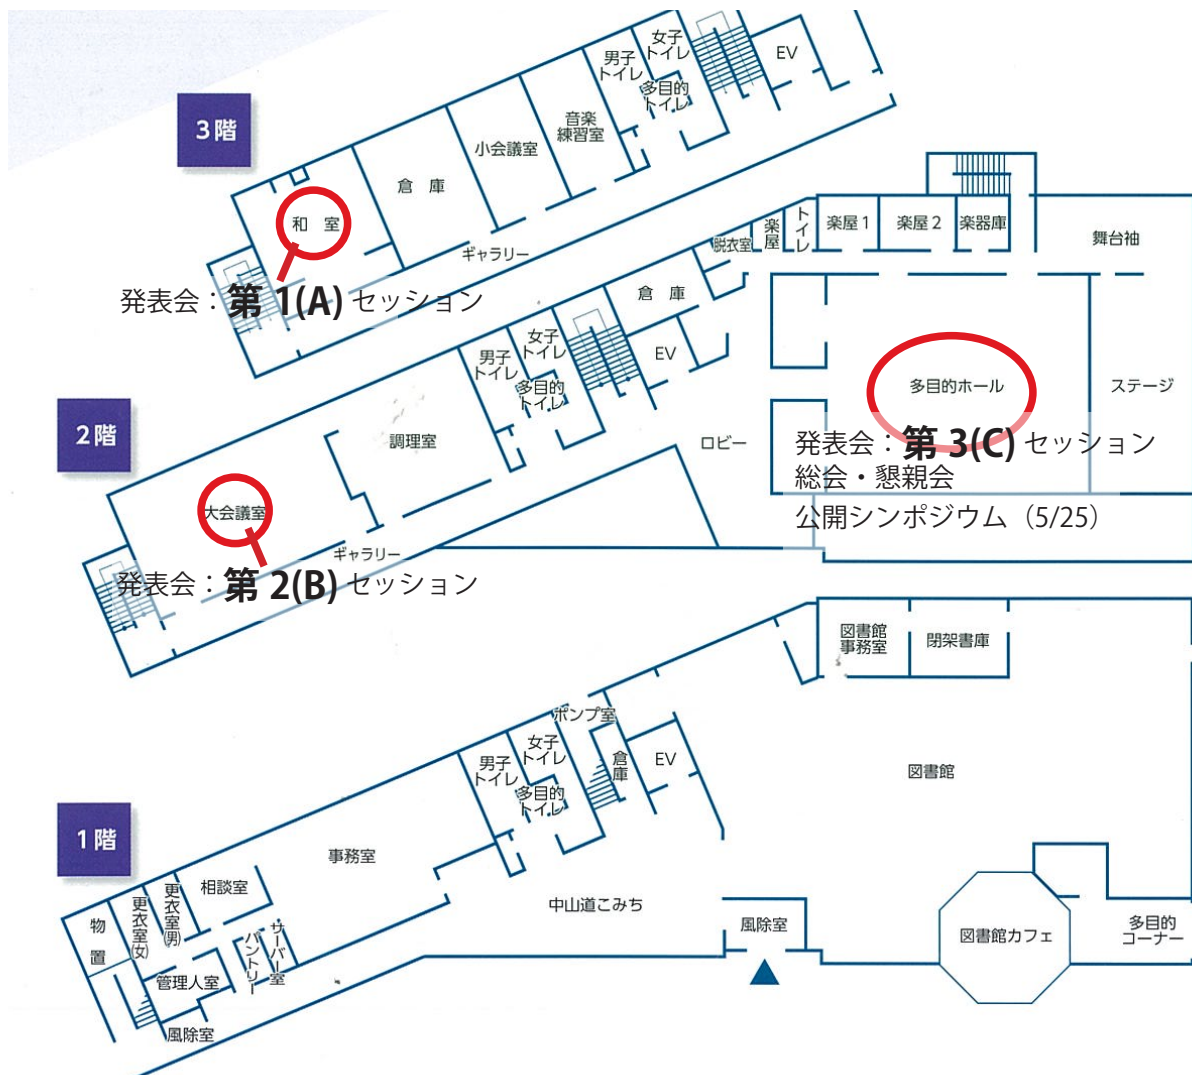 3階
女子
トイレ
男子
トイレ
多目的
トイレ
EV
音楽
練習室
小会議室
倉 庫
和 室
ギャラリー
発表会：第 1(A) セッション
2階
脱衣室
楽屋
トイレ
楽屋1
楽屋2
楽器庫
舞台袖
倉 庫
EV
女子
トイレ
男子
トイレ
多目的
トイレ
調理室
大会議室
ギャラリー
ロビー
多目的ホール
ステージ
発表会：第 3(C) セッション
総会・懇親会
公開シンポジウム（5/25）
発表会：第 2(B) セッション
1階
図書館
事務室
閉架書庫
ポンプ室
女子
トイレ
男子
トイレ
多目的
トイレ
倉庫
EV
図書館
事務室
相談室
更衣室(男)
更衣室(女)
物置
サーバー室
パントリー
管理人室
風除室
中山道こみち
風除室
図書館カフェ
多目的
コーナー